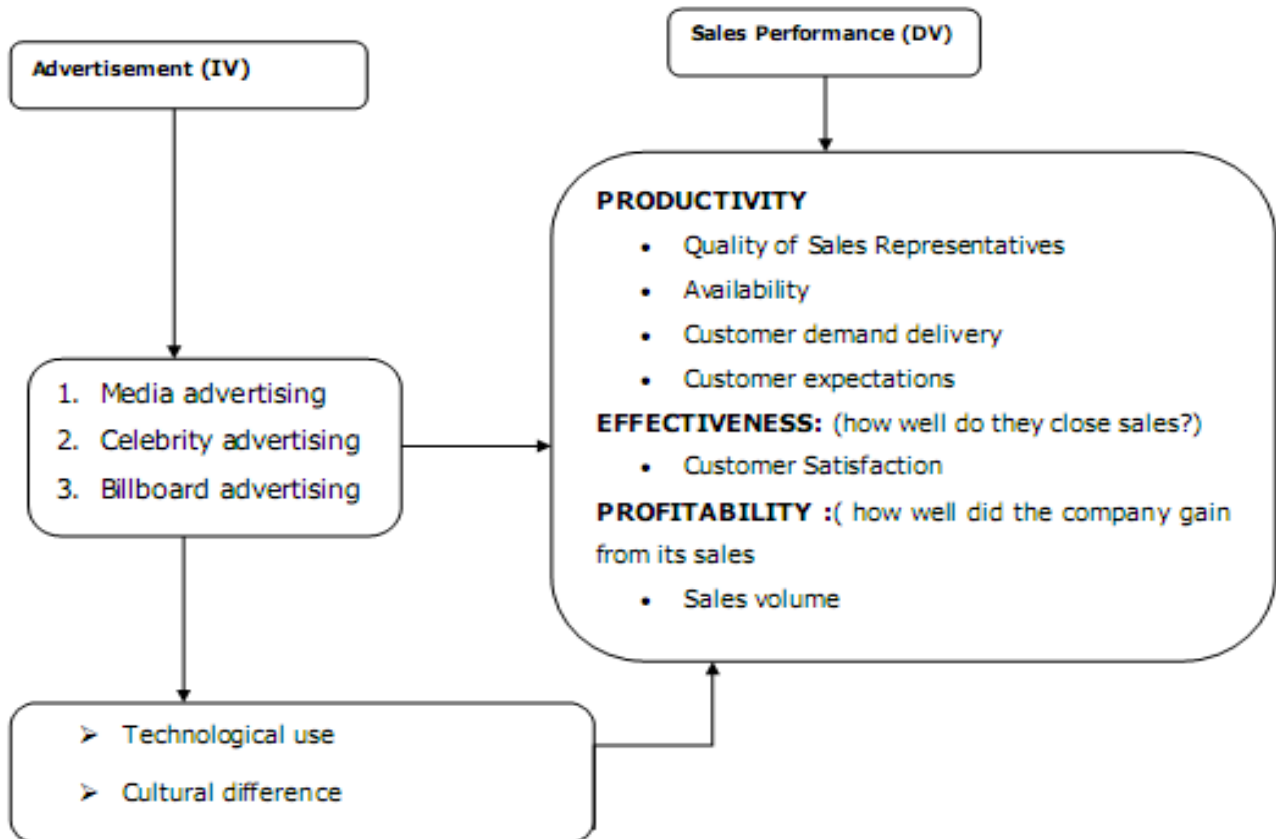 Sales Performance (DV)
Advertisement (IV)
PRODUCTIVITY
• Quality of Sales Representatives
• Availability
• Customer demand delivery
• Customer expectations
EFFECTIVENESS: (how well do they close sales?)
• Customer Satisfaction
PROFITABILITY :( how well did the company gain
from its sales
• Sales volume
1. Media advertising
2. Celebrity advertising
3. Billboard advertising
➢ Technological use
➢ Cultural difference